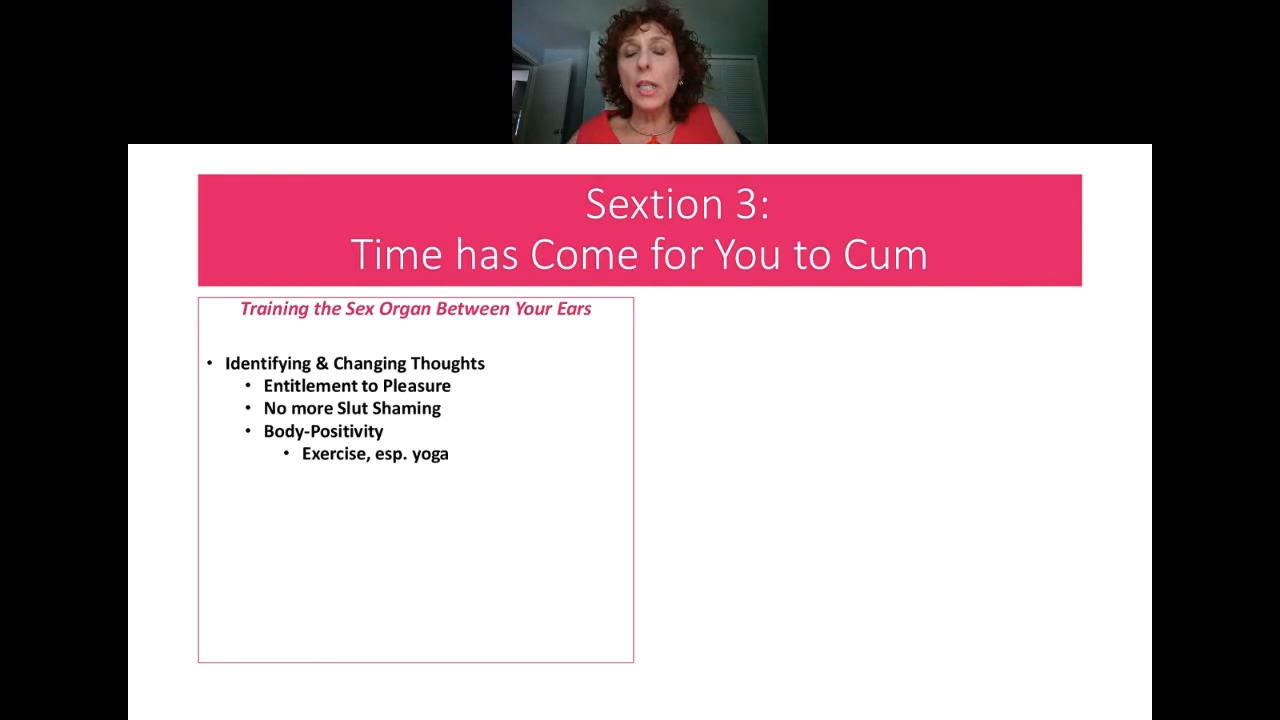 Sextion 3:
Time has Come for You to Cum
Training the Sex Organ Between Your Ears
• Identifying & Changing Thoughts
• Entitlement to Pleasure
• No more Slut Shaming
• Body-Positivity
• Exercise, esp. yoga